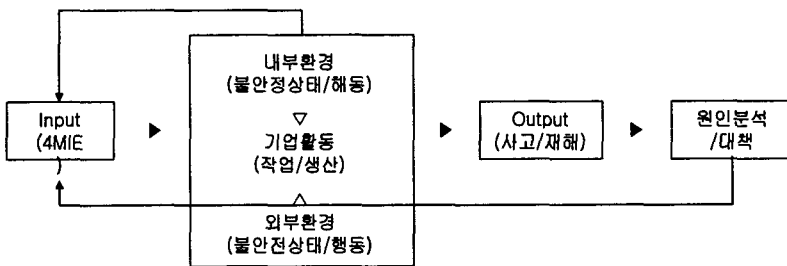 내부환경
(불안정상태/해동)
Input
(4MIE
)
▽
기업활동
(작업/생산)
Output
(사고/재해)
원인분석
/대책
△
외부환경
(불안전상태/행동)